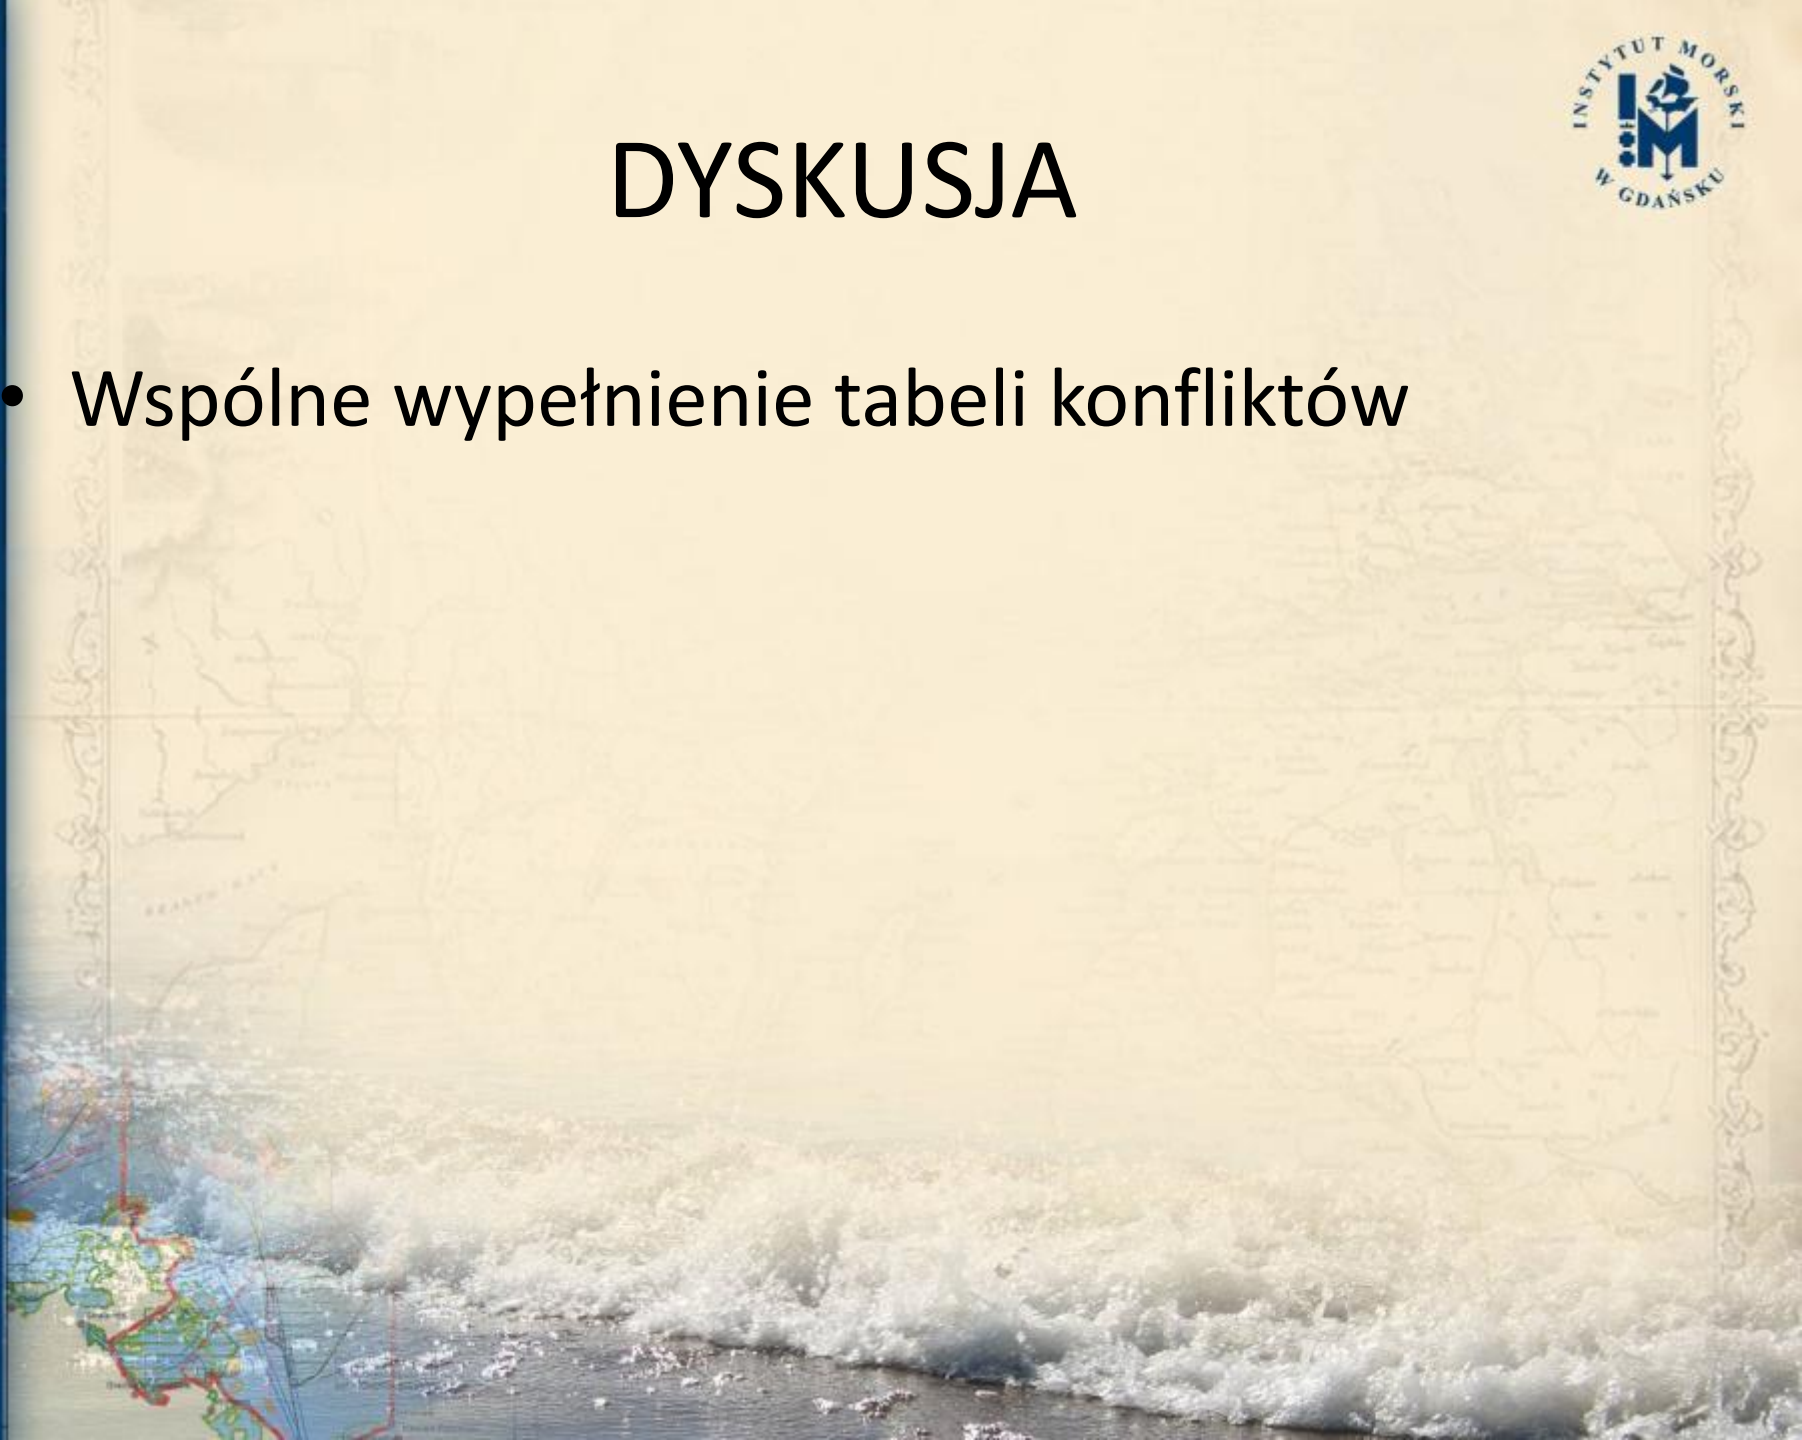 INSTYTUT MORSKI
W GDAŃSKU
DYSKUSJA
• Wspólne wypełnienie tabeli konfliktów